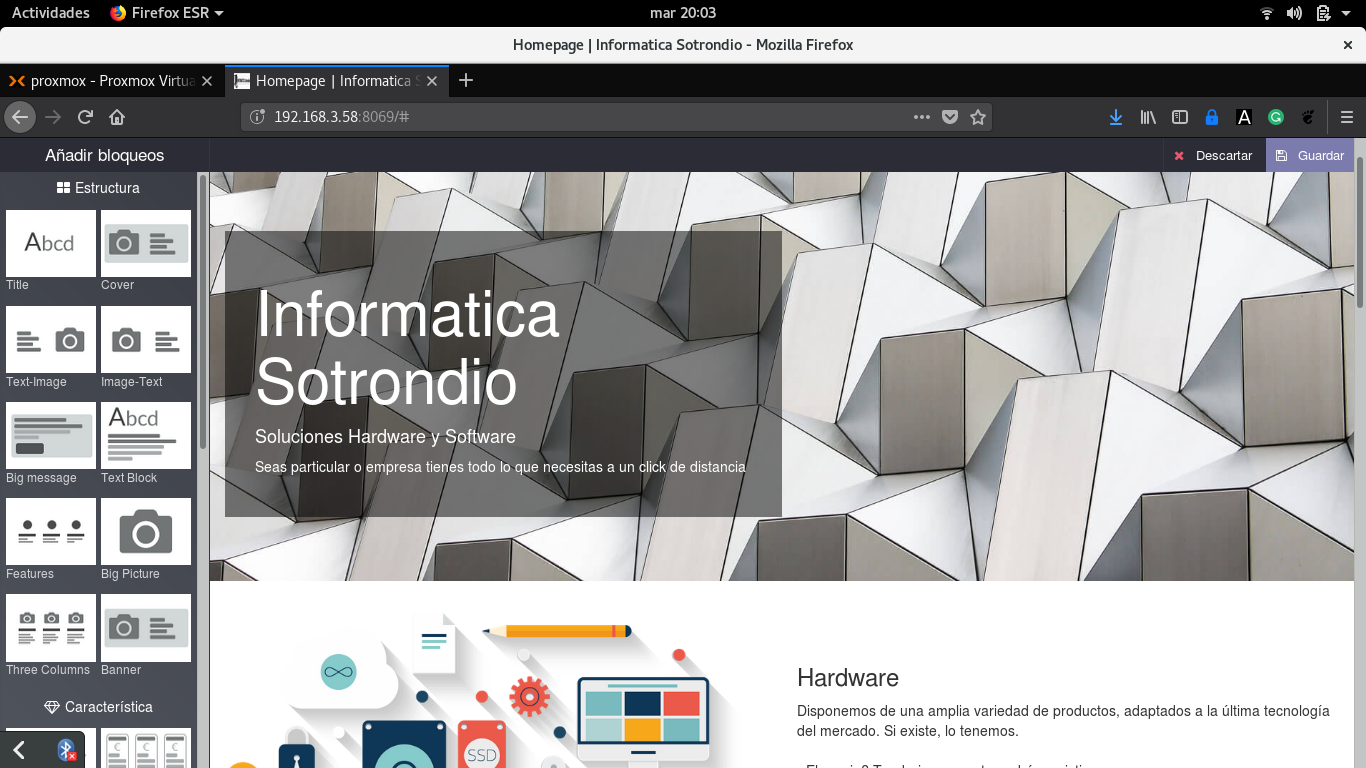 Actividades
Firefox ESR
mar 20:03
Homepage | Informatica Sotrondio - Mozilla Firefox
proxmox - Proxmox Virtua
Homepage | Informatica S
192.168.3.58:8069/#
Añadir bloqueos
Descartar
Guardar
Estructura
Abcd
Title
Cover
Text-Image
Image-Text
Abcd
Big message
Text Block
Features
Big Picture
Three Columns
Banner
Característica
Informatica
Sotrondio
Soluciones Hardware y Software
Seas particular o empresa tienes todo lo que necesitas a un click de distancia
SSD
Hardware
Disponemos de una amplia variedad de productos, adaptados a la última tecnología
del mercado. Si existe, lo tenemos.